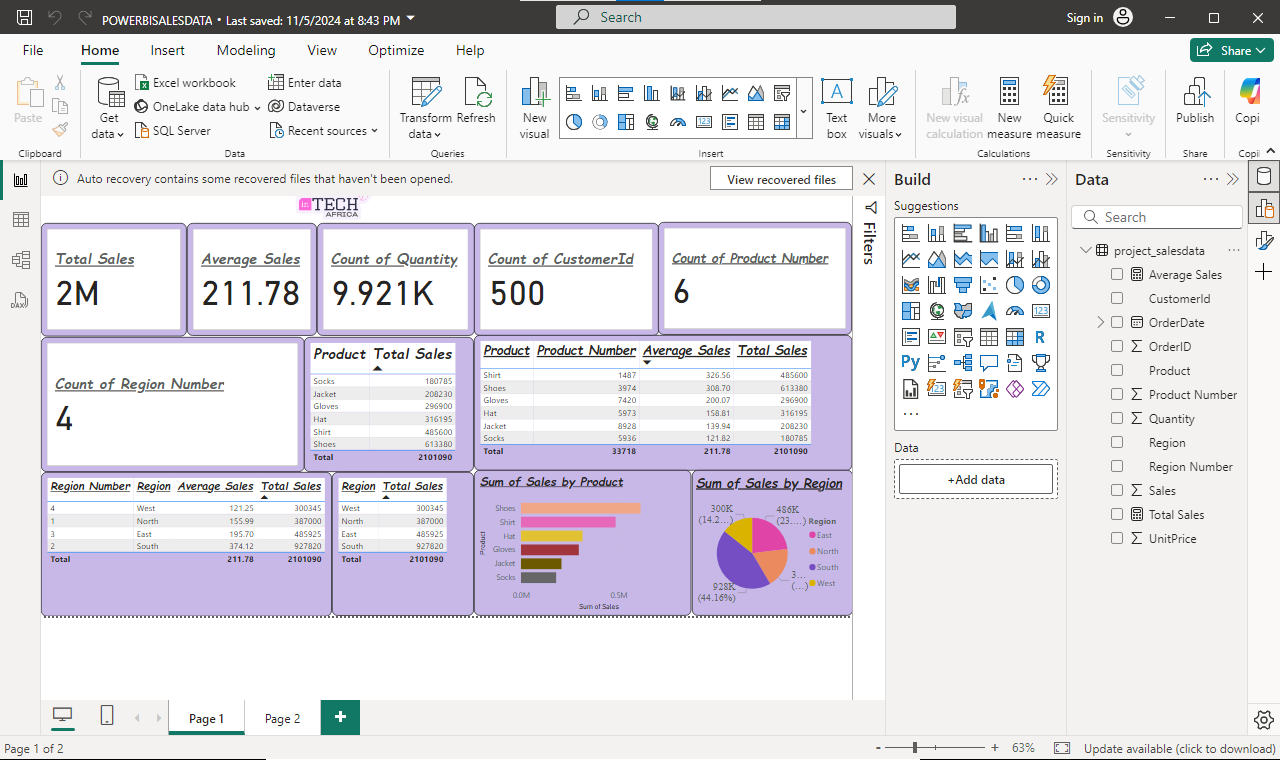 POWERBISALESDATA • Last saved: 11/5/2024 at 8:43 PM
Search
Sign in
File Home Insert Modeling View Optimize Help
Share
Paste
Get data
Excel workbook
OneLake data hub
SQL Server
Enter data
Dataverse
Recent sources
Transform data
Refresh
New visual
Text box
More visuals
New visual calculation
New measure
Quick measure
Sensitivity
Publish
Copi
Clipboard Data Queries Insert Calculations Sensitivity Share Copi
Auto recovery contains some recovered files that haven't been opened.
View recovered files
in TECH
AFRICA
Total Sales
2M
Average Sales
211.78
Count of Quantity
9.921K
Count of CustomerId
500
Count of Product Number
6
Count of Region Number
4
Product Total Sales
Socks 180785
Jacket 208230
Gloves 296900
Hat 316195
Shirt 485600
Shoes 613380
Total 2101090
Product Product Number Average Sales Total Sales
Shirt 1487 326.56 485600
Shoes 3974 308.70 613380
Gloves 7420 200.07 296900
Hat 5973 158.81 316195
Jacket 8928 139.94 208230
Socks 5936 121.82 180785
Total 33718 211.78 2101090
Region Number Region Average Sales Total Sales
4 West 121.25 300345
1 North 155.99 387000
3 East 195.70 485925
2 South 374.12 927820
Total 211.78 2101090
Region Total Sales
West 300345
North 387000
East 485925
South 927820
Total 2101090
Sum of Sales by Product
Product
Shoes
Shirt
Hat
Gloves
Jacket
Socks
0.0M 0.5M
Sum of Sales
Sum of Sales by Region
300K
(14.2...)
486K
(23....)
3...
(...)
928K
(44.16%)
Region
East
North
South
West
Filters
Build
Suggestions
R
Py
123
...
Data
+Add data
Data
Search
project_salesdata
Average Sales
CustomerId
OrderDate
OrderID
Product
Product Number
Quantity
Region
Region Number
Sales
Total Sales
UnitPrice
Page 1
Page 2
+
Page 1 of 2
- + 63%
Update available (click to download)